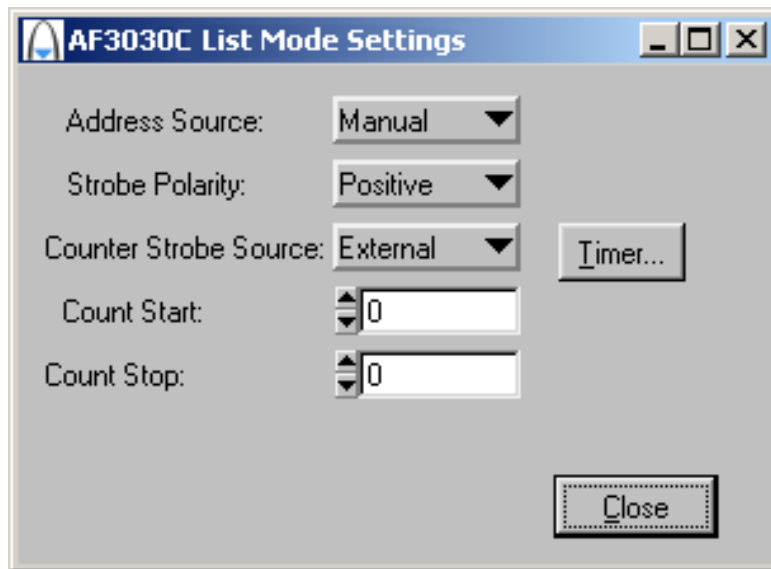 AF3030C List Mode Settings
Address Source: Manual
Strobe Polarity: Positive
Counter Strobe Source: External Timer...
Count Start: 0
Count Stop: 0
Close